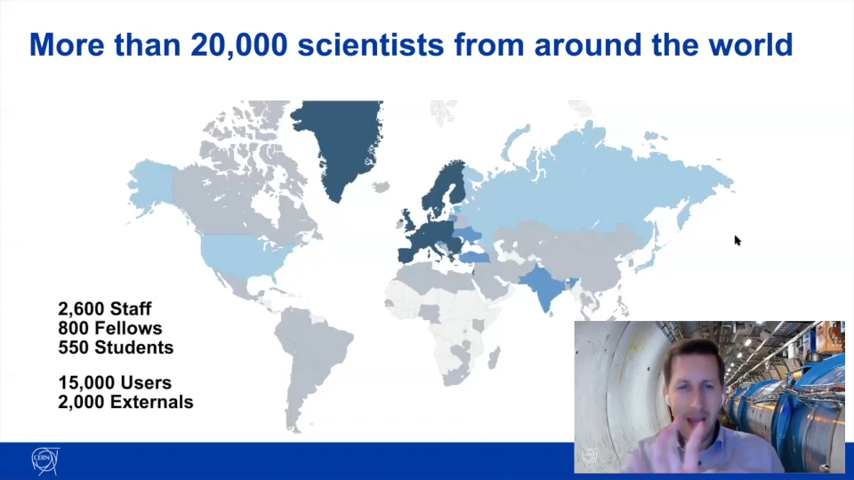 More than 20,000 scientists from around the world
2,600 Staff
800 Fellows
550 Students
15,000 Users
2,000 Externals
CERN